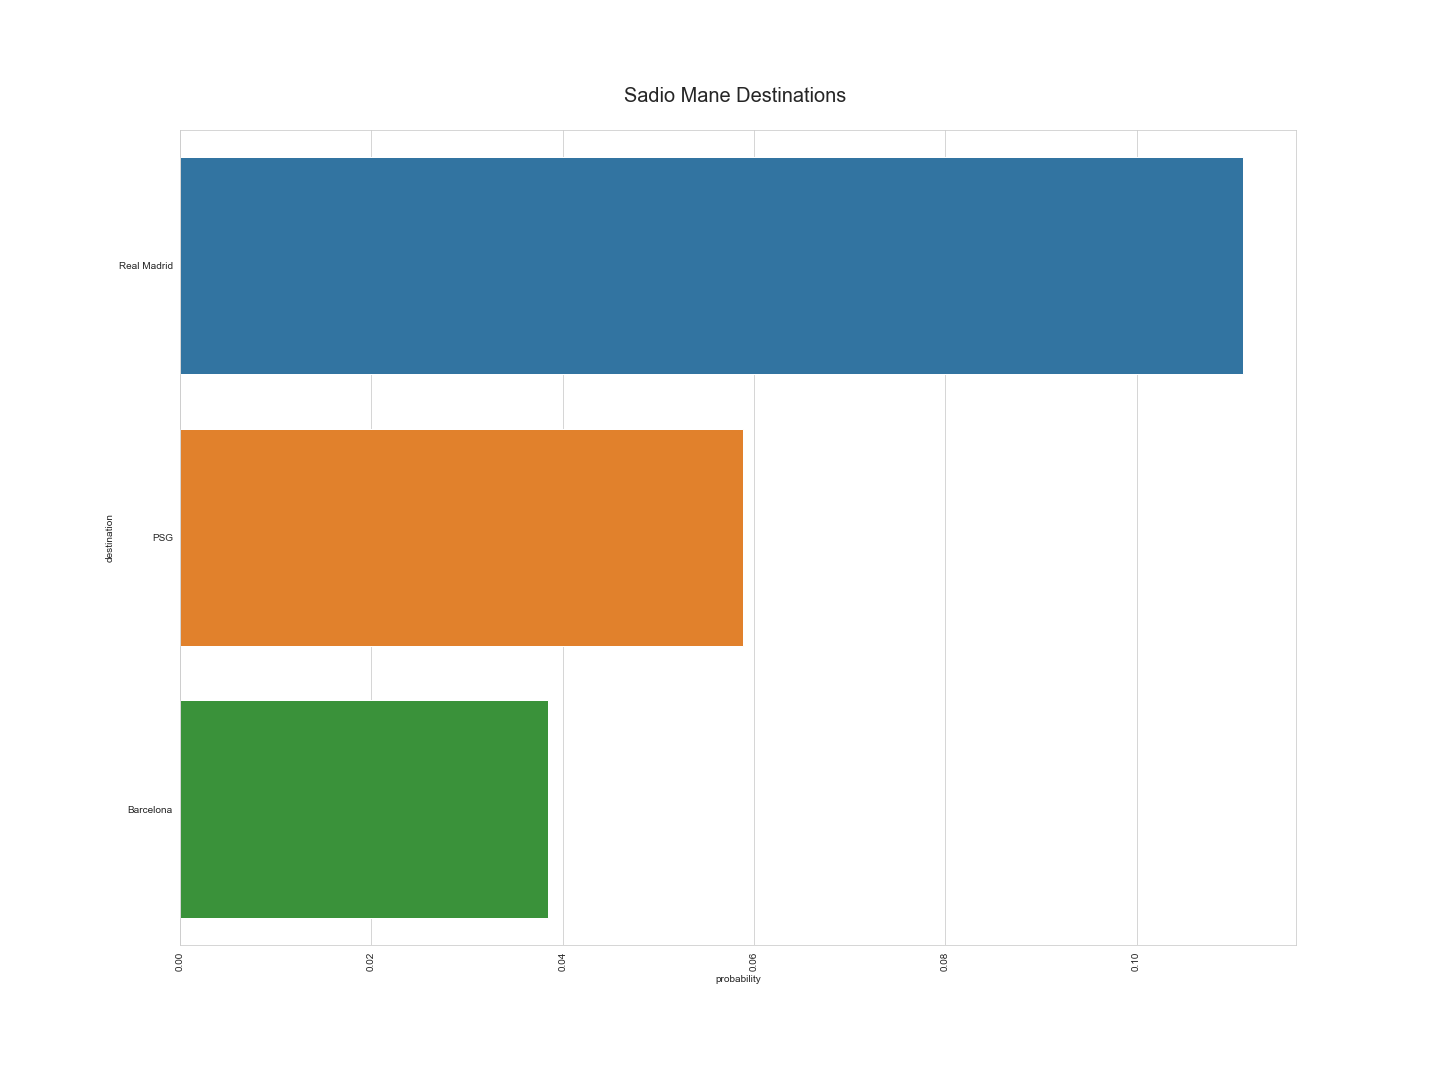 Sadio Mane Destinations
destination
Real Madrid
PSG
Barcelona
0.00 0.02 0.04 0.06 0.08 0.10
probability